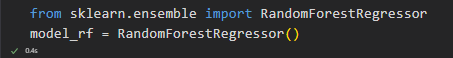 from sklearn.ensemble import RandomForestRegressor
model_rf = RandomForestRegressor()
0.4s